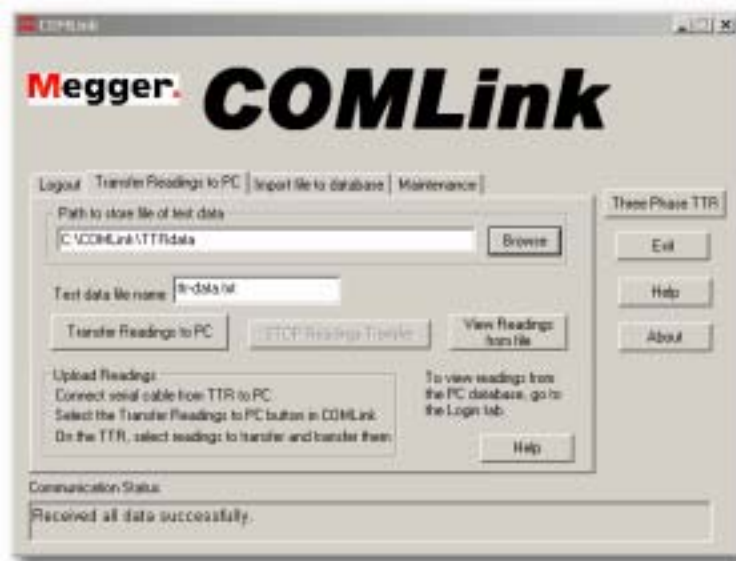 COMLink
Megger.
COMLink
Logout
Transfer Readings to PC
Import file to database
Maintenance
Path to store file of test data
C:\COMLink\TTRdata
Browse
Test data file name
ttr-data.txt
Transfer Readings to PC
STOP Readings Transfer
View Readings
from file
Upload Readings
Connect serial cable from TTR to PC
Select the Transfer Readings to PC button in COMLink
On the TTR, select readings to transfer and transfer them
To view readings from
the PC database, go to
the Login tab.
Help
Three Phase TTR
Exit
Help
About
Communication Status
Received all data successfully.